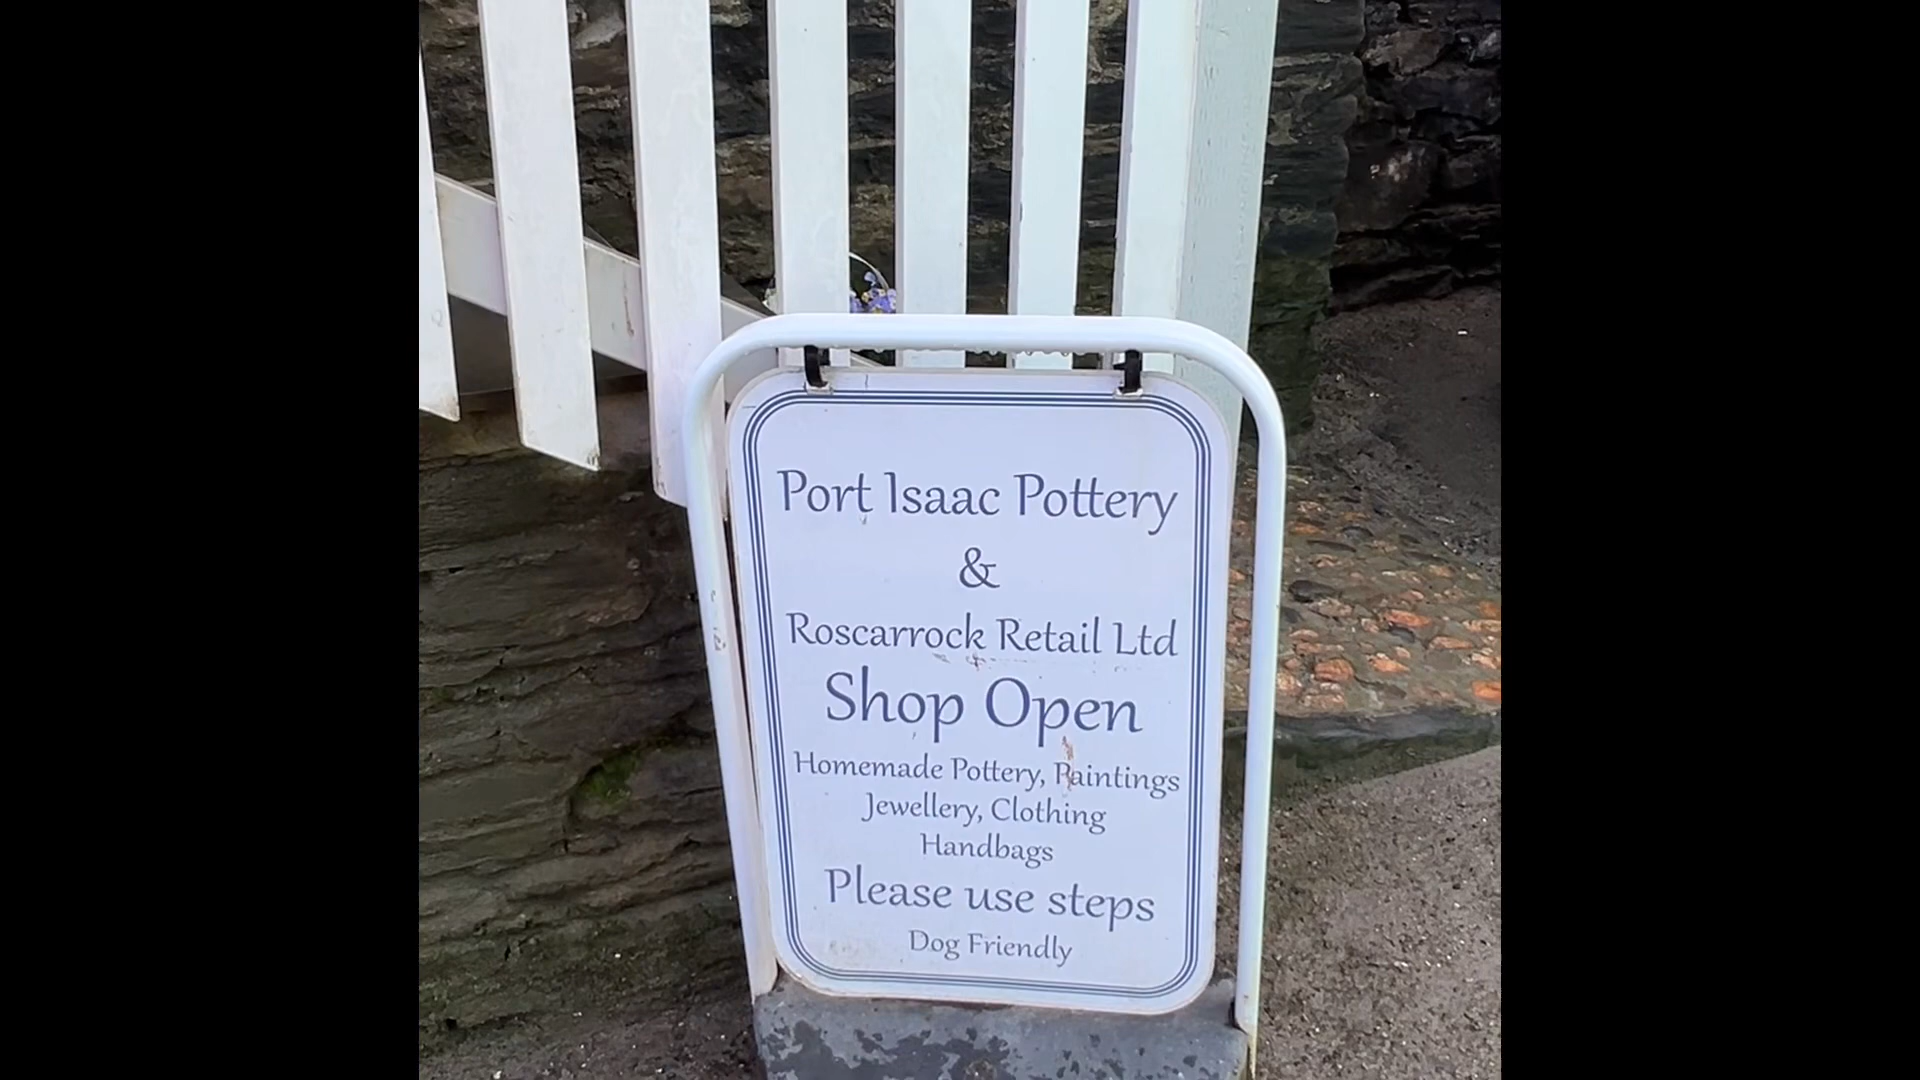 Port Isaac Pottery
&
Roscarrock Retail Ltd
Shop Open
Homemade Pottery, Paintings
Jewellery, Clothing
Handbags
Please use steps
Dog Friendly